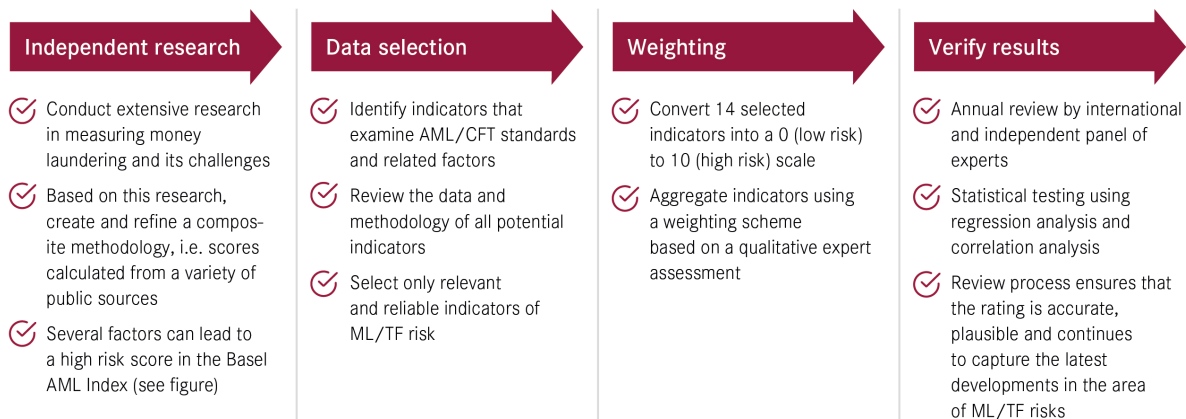 Independent research
Conduct extensive research
in measuring money
laundering and its challenges
Based on this research,
create and refine a compos-
ite methodology, i.e. scores
calculated from a variety of
public sources
Several factors can lead to
a high risk score in the Basel
AML Index (see figure)
Data selection
Identify indicators that
examine AML/CFT standards
and related factors
Review the data and
methodology of all potential
indicators
Select only relevant
and reliable indicators of
ML/TF risk
Weighting
Convert 14 selected
indicators into a 0 (low risk)
to 10 (high risk) scale
Aggregate indicators using
a weighting scheme
based on a qualitative expert
assessment
Verify results
Annual review by international
and independent panel of
experts
Statistical testing using
regression analysis and
correlation analysis
Review process ensures that
the rating is accurate,
plausible and continues
to capture the latest
developments in the area
of ML/TF risks